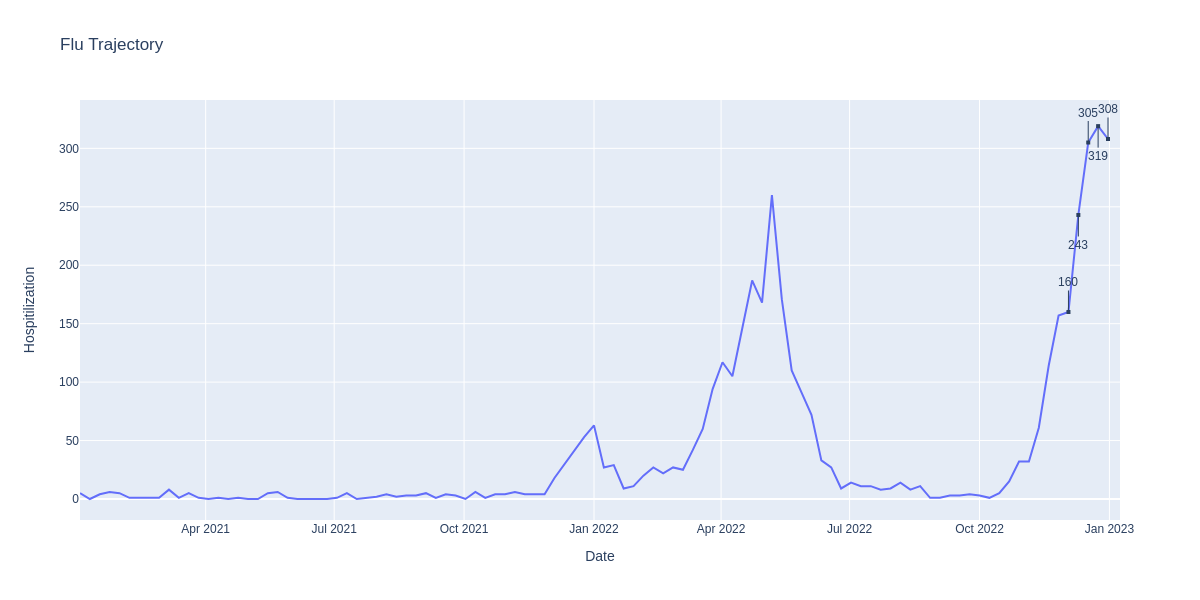 Flu Trajectory
305
308
319
243
160
300
250
200
150
100
50
0
Hospitilization
Apr 2021
Jul 2021
Oct 2021
Jan 2022
Apr 2022
Jul 2022
Oct 2022
Jan 2023
Date